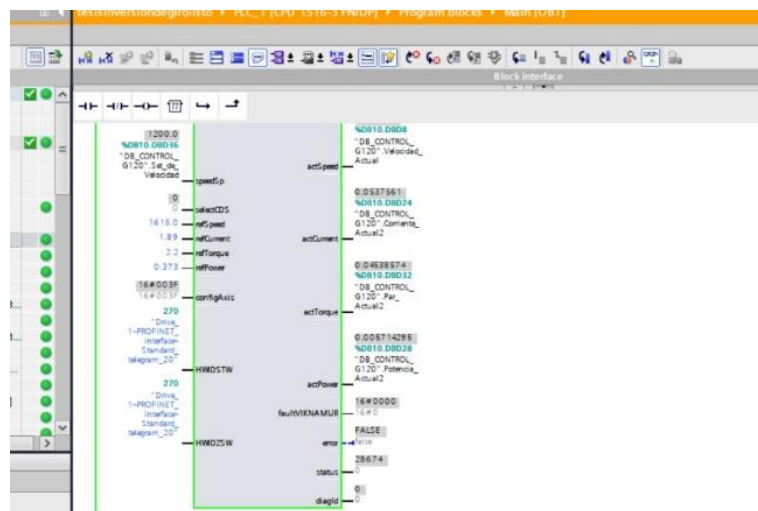 Tesisinversiondegirolisto ▸ PLC_1 [CPU 1516-3 PN/DP] ▸ Program blocks ▸ Main [OB1]
Block interface
1200.0
%DB10.DBD36
"DB_CONTROL_
G120".Set_de_
Velocidad
speedSp
0
0
selectCDS
1615.0
refSpeed
1.89
refCurrent
2.2
refTorque
0.373
refPower
16#003F
16#003F
configAxis
270
"Drive_
1~PROFINET_
interface~
Standard_
telegram_20"
HWIDSTW
270
"Drive_
1~PROFINET_
interface~
Standard_
telegram_20"
HWIDZSW
%DB10.DBD8
"DB_CONTROL_
G120".Velocidad_
Actual
actSpeed
0.0537561
%DB10.DBD24
"DB_CONTROL_
G120".Corriente_
Actual2
actCurrent
0.04638574
%DB10.DBD32
"DB_CONTROL_
G120".Par_
Actual2
actTorque
0.005714295
%DB10.DBD28
"DB_CONTROL_
G120".Potencia_
Actual2
actPower
16#0000
16#0
faultVIKNAMUR
FALSE
false
error
28674
0
status
0
0
diagId